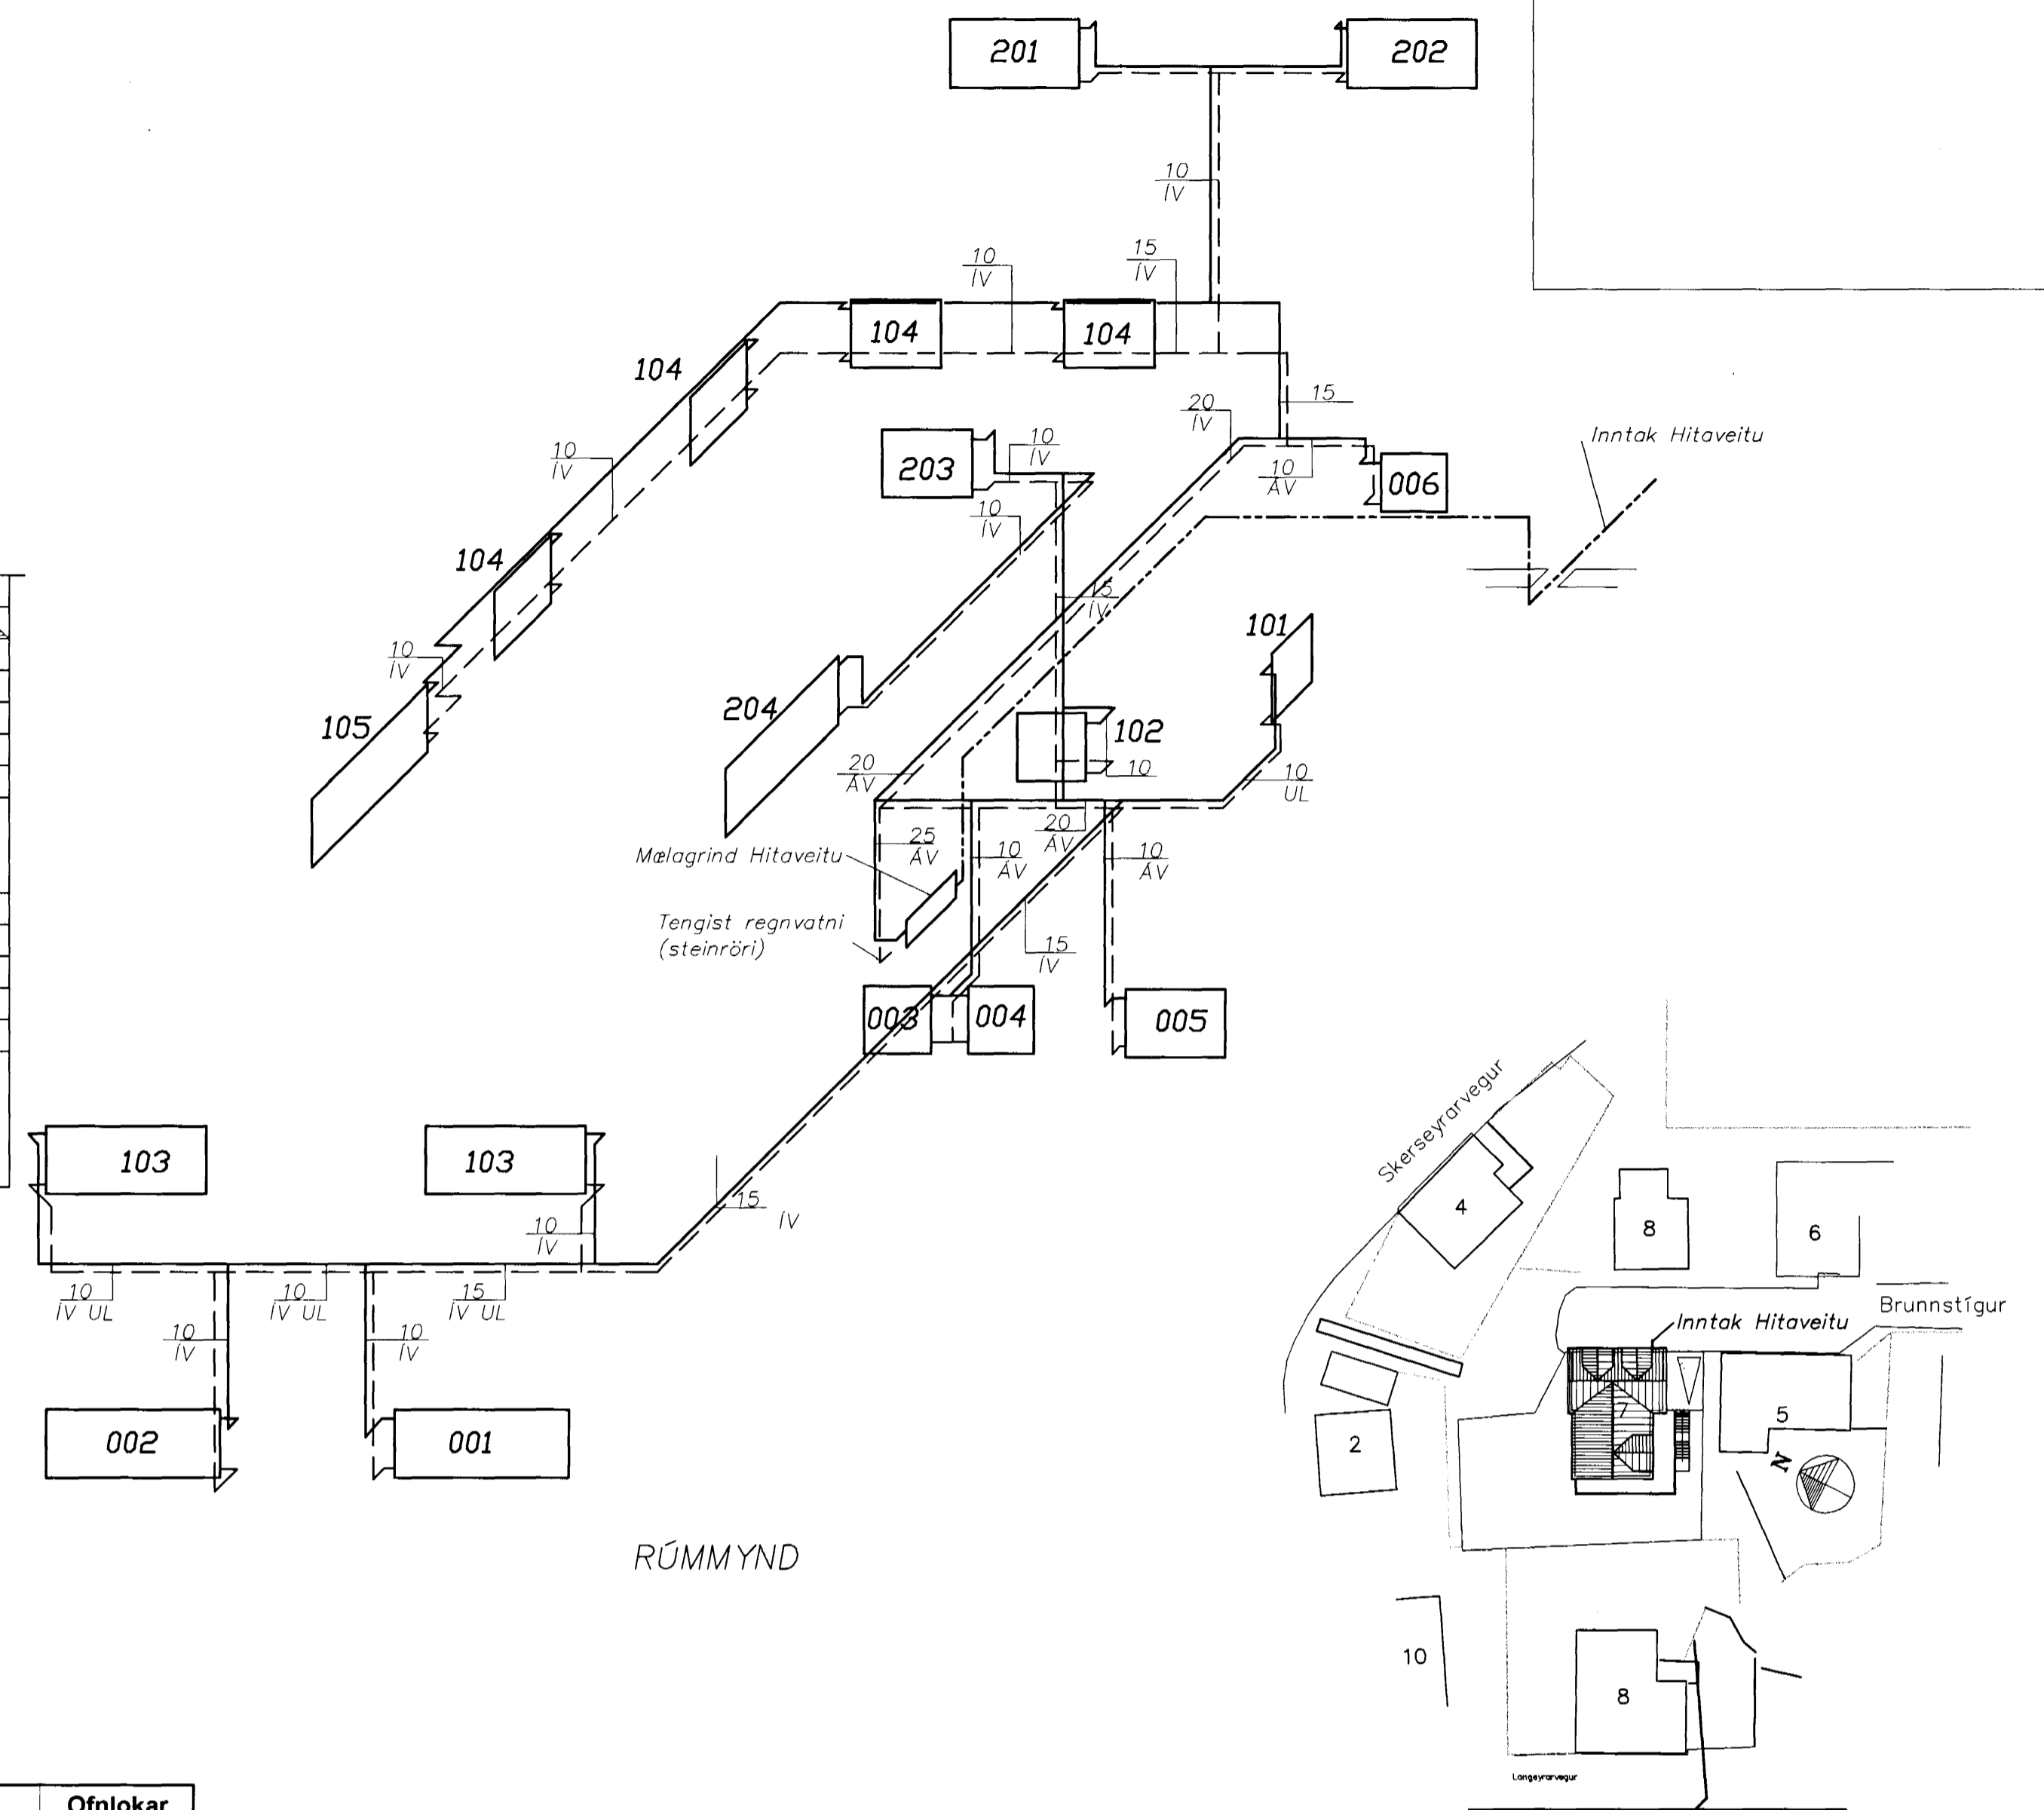 201
202
10
ÍV
10
ÍV
15
ÍV
104
104
104
15
20
ÍV
10
ÍV
203
10
ÍV
10
ÁV
006
Inntak Hitaveitu
10
ÍV
104
15
ÍV
101
10
ÍV
105
204
102
20
ÁV
10
10
UL
25
ÁV
20
ÁV
10
ÁV
10
ÁV
Mælagrind Hitaveitu
Tengist regnvatni
(steinröri)
15
ÍV
003
004
005
103
103
15
ÍV
10
ÍV
10
ÍV UL
10
ÍV UL
15
ÍV UL
10
ÍV
10
ÍV
002
001
RÚMMYND
Skerseyrarvegur
4
8
6
Brunnstígur
Inntak Hitaveitu
7
5
2
N
10
8
Langeyrarvegur
Ofnlokar